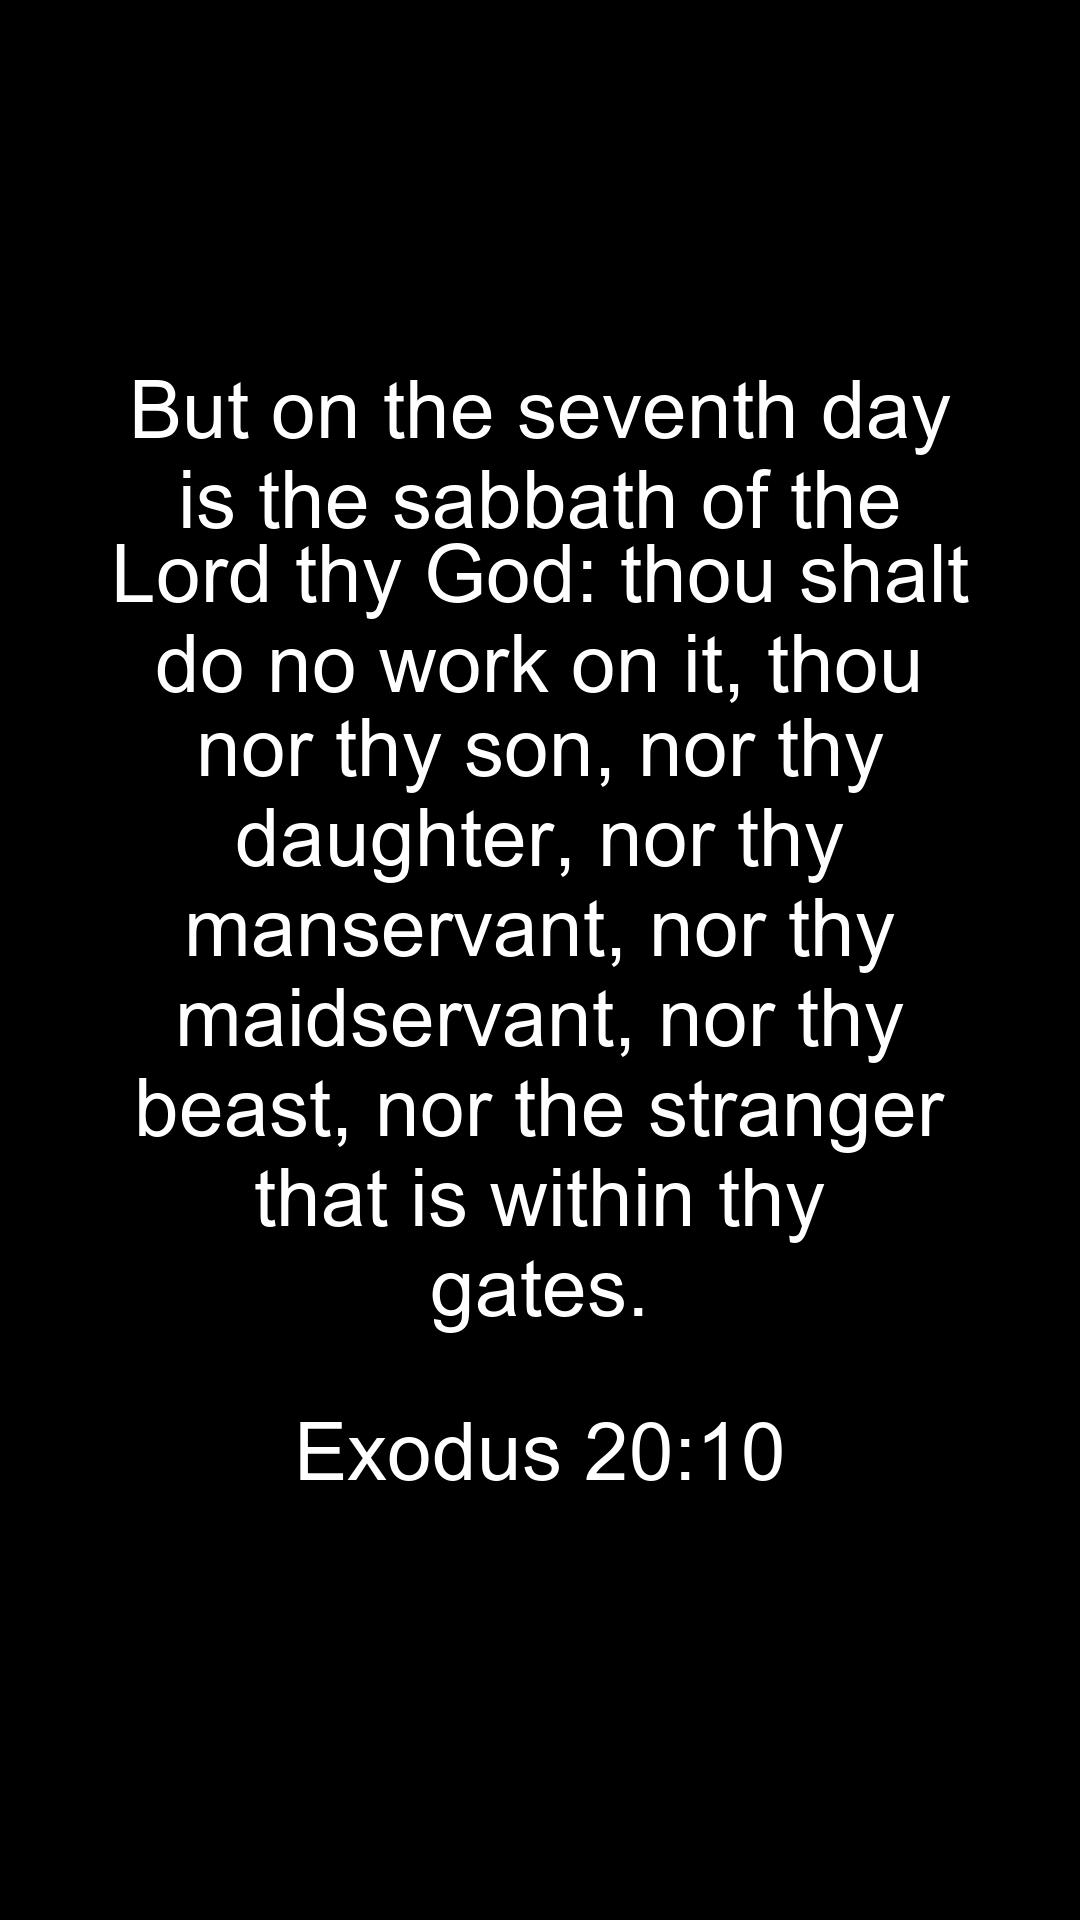 But on the seventh day
is the sabbath of the
Lord thy God: thou shalt
do no work on it, thou
nor thy son, nor thy
daughter, nor thy
manservant, nor thy
maidservant, nor thy
beast, nor the stranger
that is within thy
gates.
Exodus 20:10